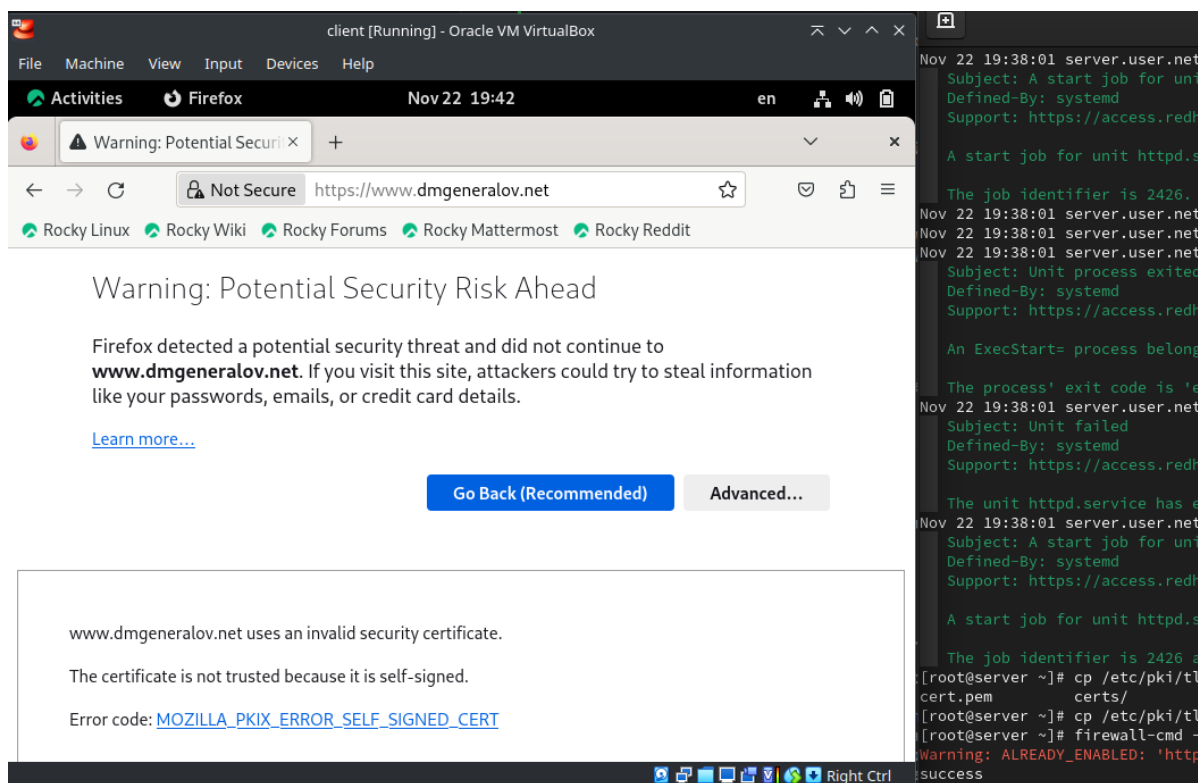 client [Running] - Oracle VM VirtualBox
File Machine View Input Devices Help
Activities Firefox Nov 22 19:42 en
Warning: Potential Securi
Not Secure https://www.dmgeneralov.net
Rocky Linux Rocky Wiki Rocky Forums Rocky Mattermost Rocky Reddit
Warning: Potential Security Risk Ahead
Firefox detected a potential security threat and did not continue to
www.dmgeneralov.net. If you visit this site, attackers could try to steal information
like your passwords, emails, or credit card details.
Learn more…
Go Back (Recommended) Advanced…
www.dmgeneralov.net uses an invalid security certificate.
The certificate is not trusted because it is self-signed.
Error code: MOZILLA_PKIX_ERROR_SELF_SIGNED_CERT
Right Ctrl
Nov 22 19:38:01 server.user.net
Subject: A start job for uni
Defined-By: systemd
Support: https://access.redh
A start job for unit httpd.s
The job identifier is 2426.
Nov 22 19:38:01 server.user.net
Nov 22 19:38:01 server.user.net
Nov 22 19:38:01 server.user.net
Subject: Unit process exited
Defined-By: systemd
Support: https://access.redh
An ExecStart= process belong
The process' exit code is 'e
Nov 22 19:38:01 server.user.net
Subject: Unit failed
Defined-By: systemd
Support: https://access.redh
The unit httpd.service has e
Nov 22 19:38:01 server.user.net
Subject: A start job for uni
Defined-By: systemd
Support: https://access.redh
A start job for unit httpd.s
The job identifier is 2426 a
[root@server ~]# cp /etc/pki/tl
cert.pem certs/
[root@server ~]# cp /etc/pki/tl
[root@server ~]# firewall-cmd -
Warning: ALREADY_ENABLED: 'http
success